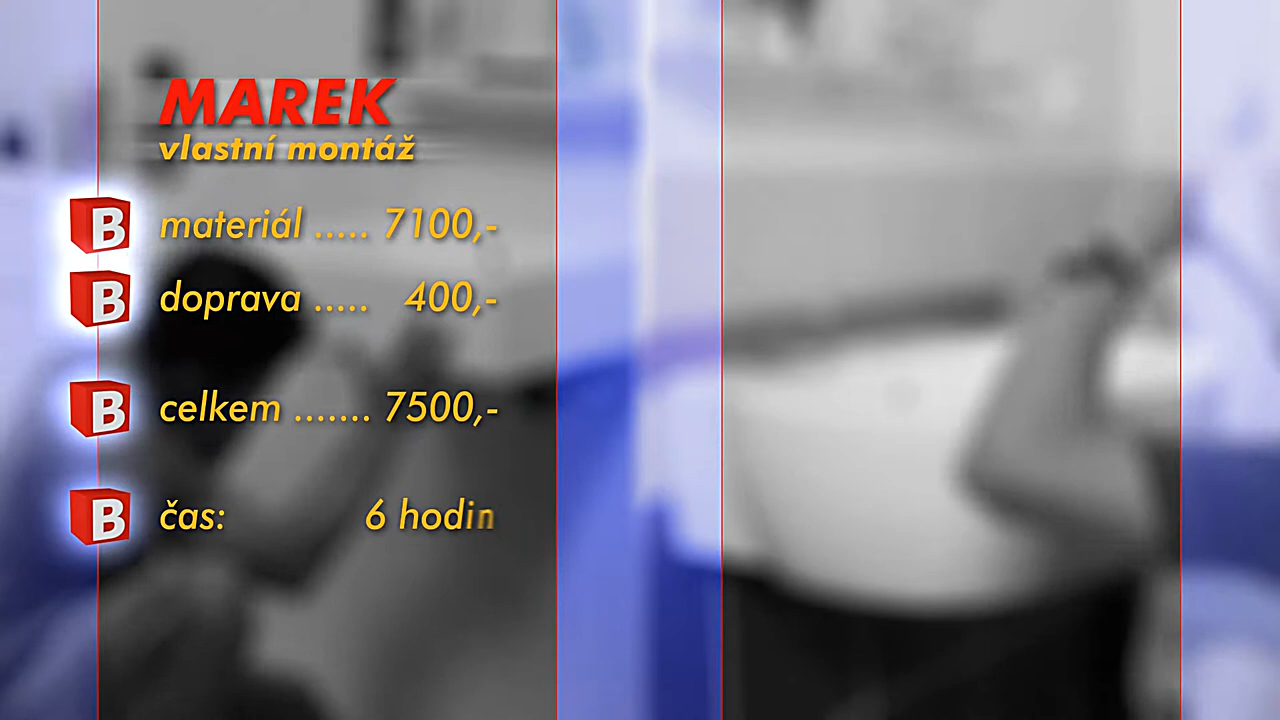 MAREK
vlastní montáž
B materiál ..... 7100,-
B doprava ..... 400,-
B celkem ....... 7500,-
B čas: 6 hodin